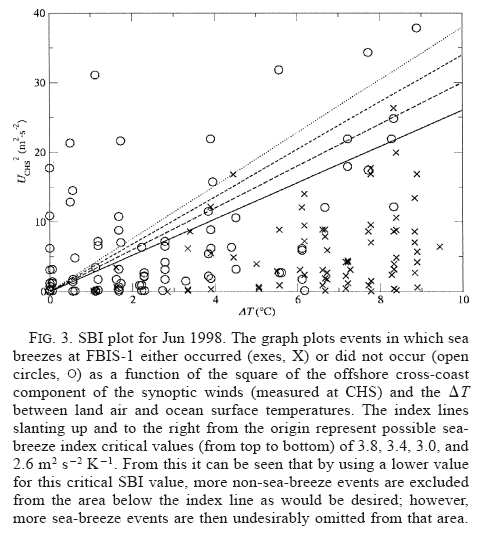 40
30
20
10
0
U_CHS² (m²·s⁻²)
0 2 4 6 8 10
ΔT (°C)
FIG. 3. SBI plot for Jun 1998. The graph plots events in which sea
breezes at FBIS-1 either occurred (exes, X) or did not occur (open
circles, O) as a function of the square of the offshore cross-coast
component of the synoptic winds (measured at CHS) and the ΔT
between land air and ocean surface temperatures. The index lines
slanting up and to the right from the origin represent possible sea-
breeze index critical values (from top to bottom) of 3.8, 3.4, 3.0, and
2.6 m² s⁻² K⁻¹. From this it can be seen that by using a lower value
for this critical SBI value, more non-sea-breeze events are excluded
from the area below the index line as would be desired; however,
more sea-breeze events are then undesirably omitted from that area.